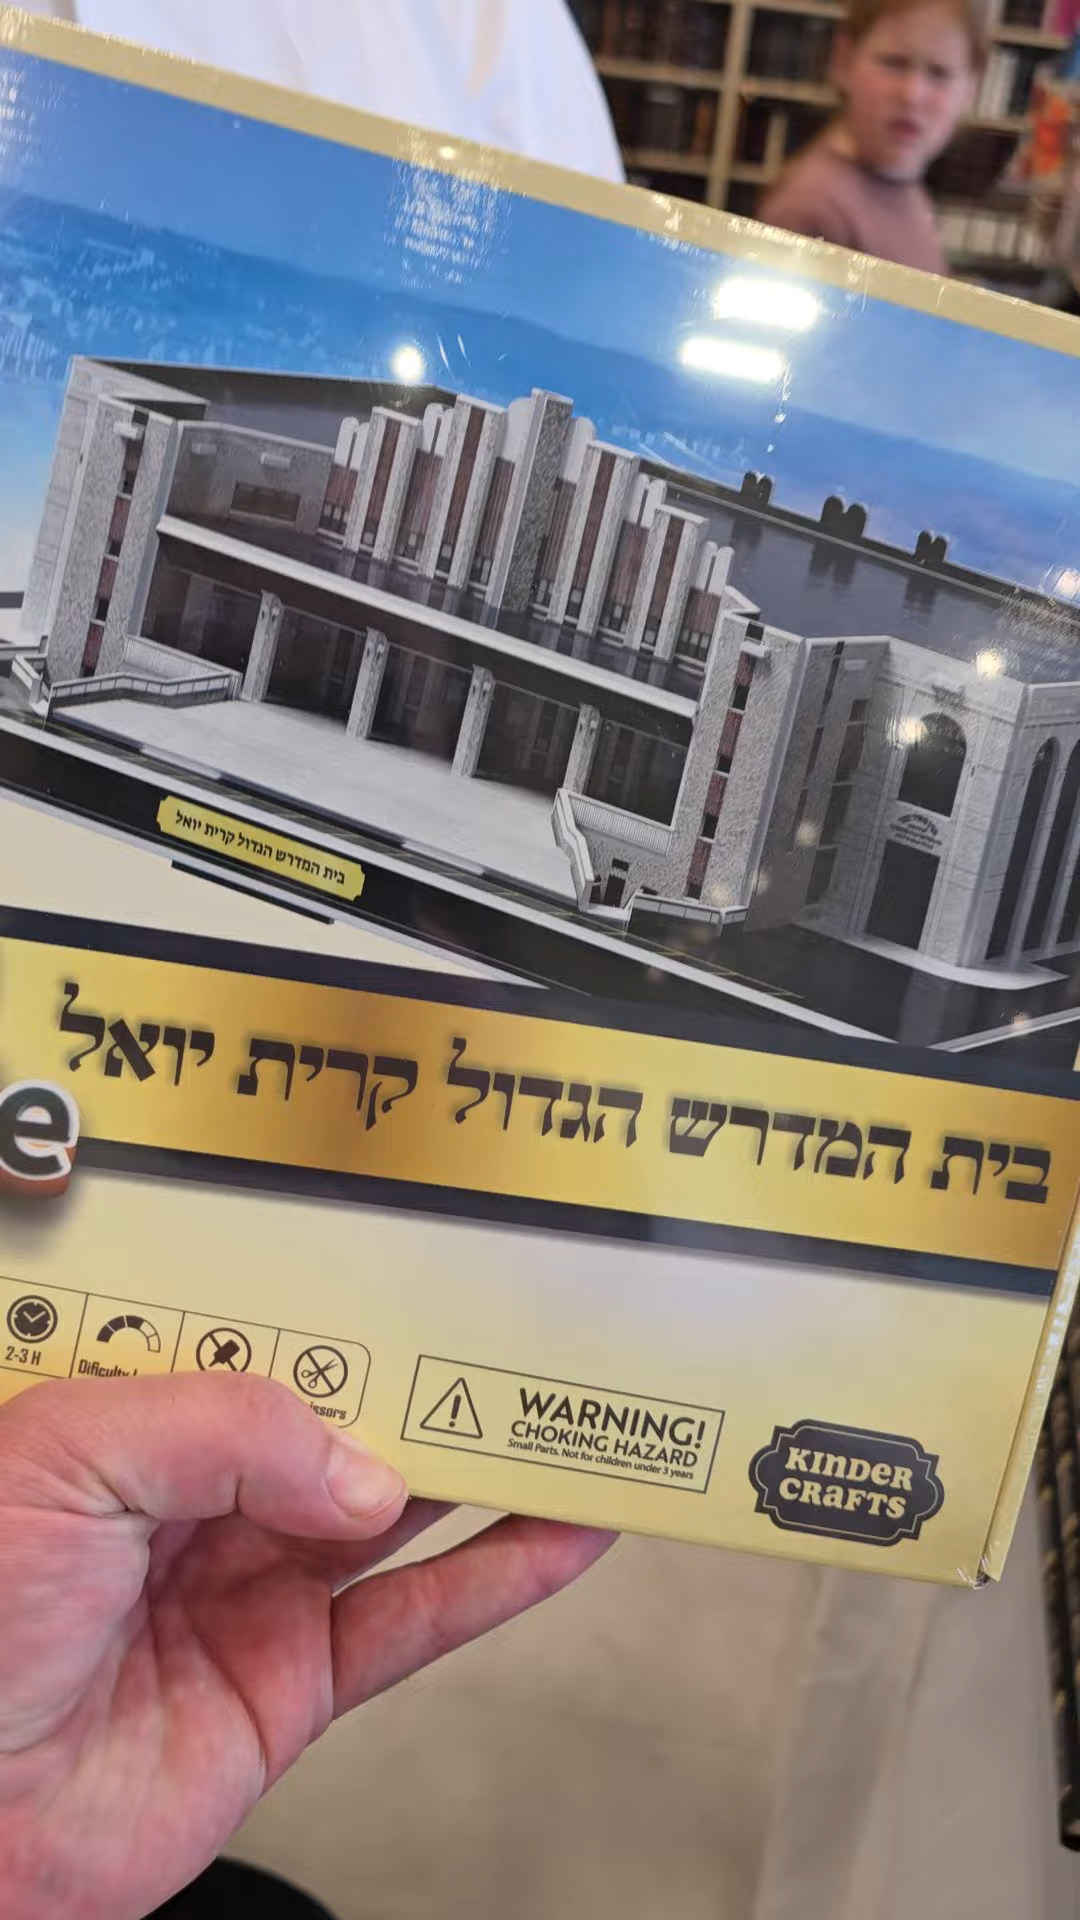 בית המדרש הגדול קרית יואל
בית המדרש הגדול קרית יואל
e
2-3 H
WARNING!
CHOKING HAZARD
Small Parts. Not for children under 3 years
KINDER
CRAFTS